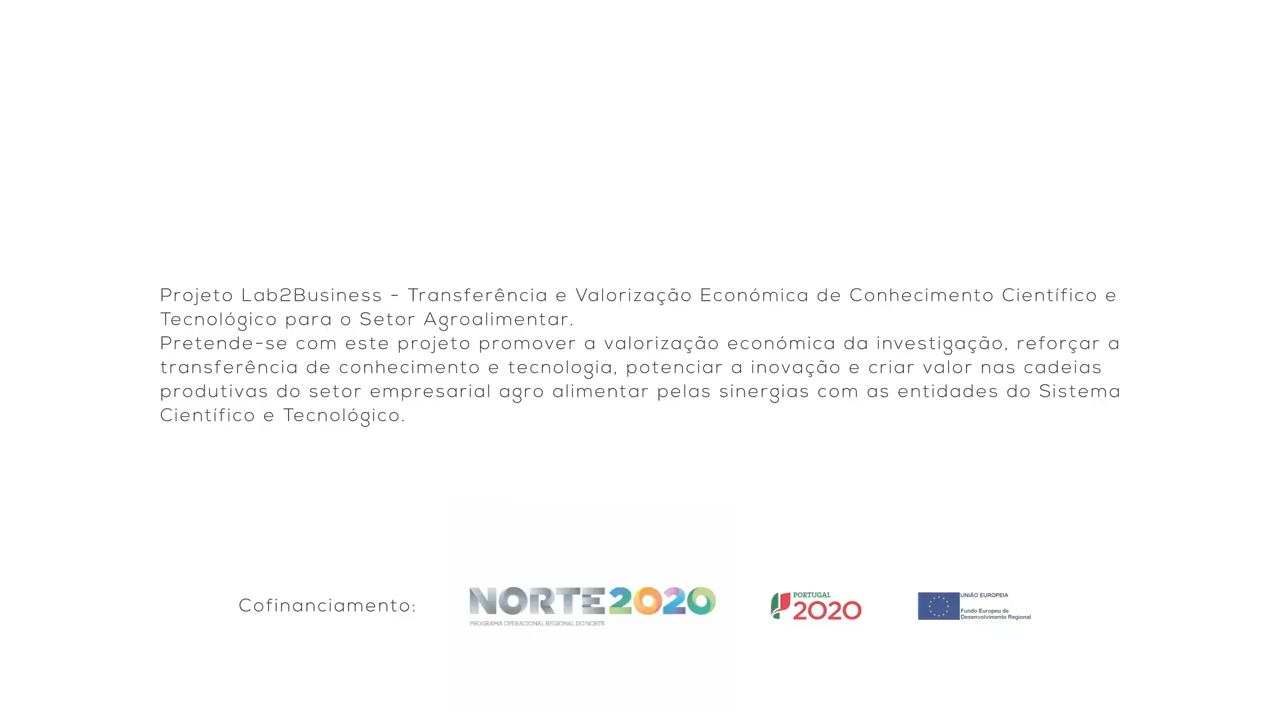 Projeto Lab2Business - Transferência e Valorização Económica de Conhecimento Científico e
Tecnológico para o Setor Agroalimentar.
Pretende-se com este projeto promover a valorização económica da investigação, reforçar a
transferência de conhecimento e tecnologia, potenciar a inovação e criar valor nas cadeias
produtivas do setor empresarial agro alimentar pelas sinergias com as entidades do Sistema
Científico e Tecnológico.
Cofinanciamento:
NORTE2020
PROGRAMA OPERACIONAL REGIONAL DO NORTE
PORTUGAL
2020
UNIÃO EUROPEIA
Fundo Europeu de
Desenvolvimento Regional